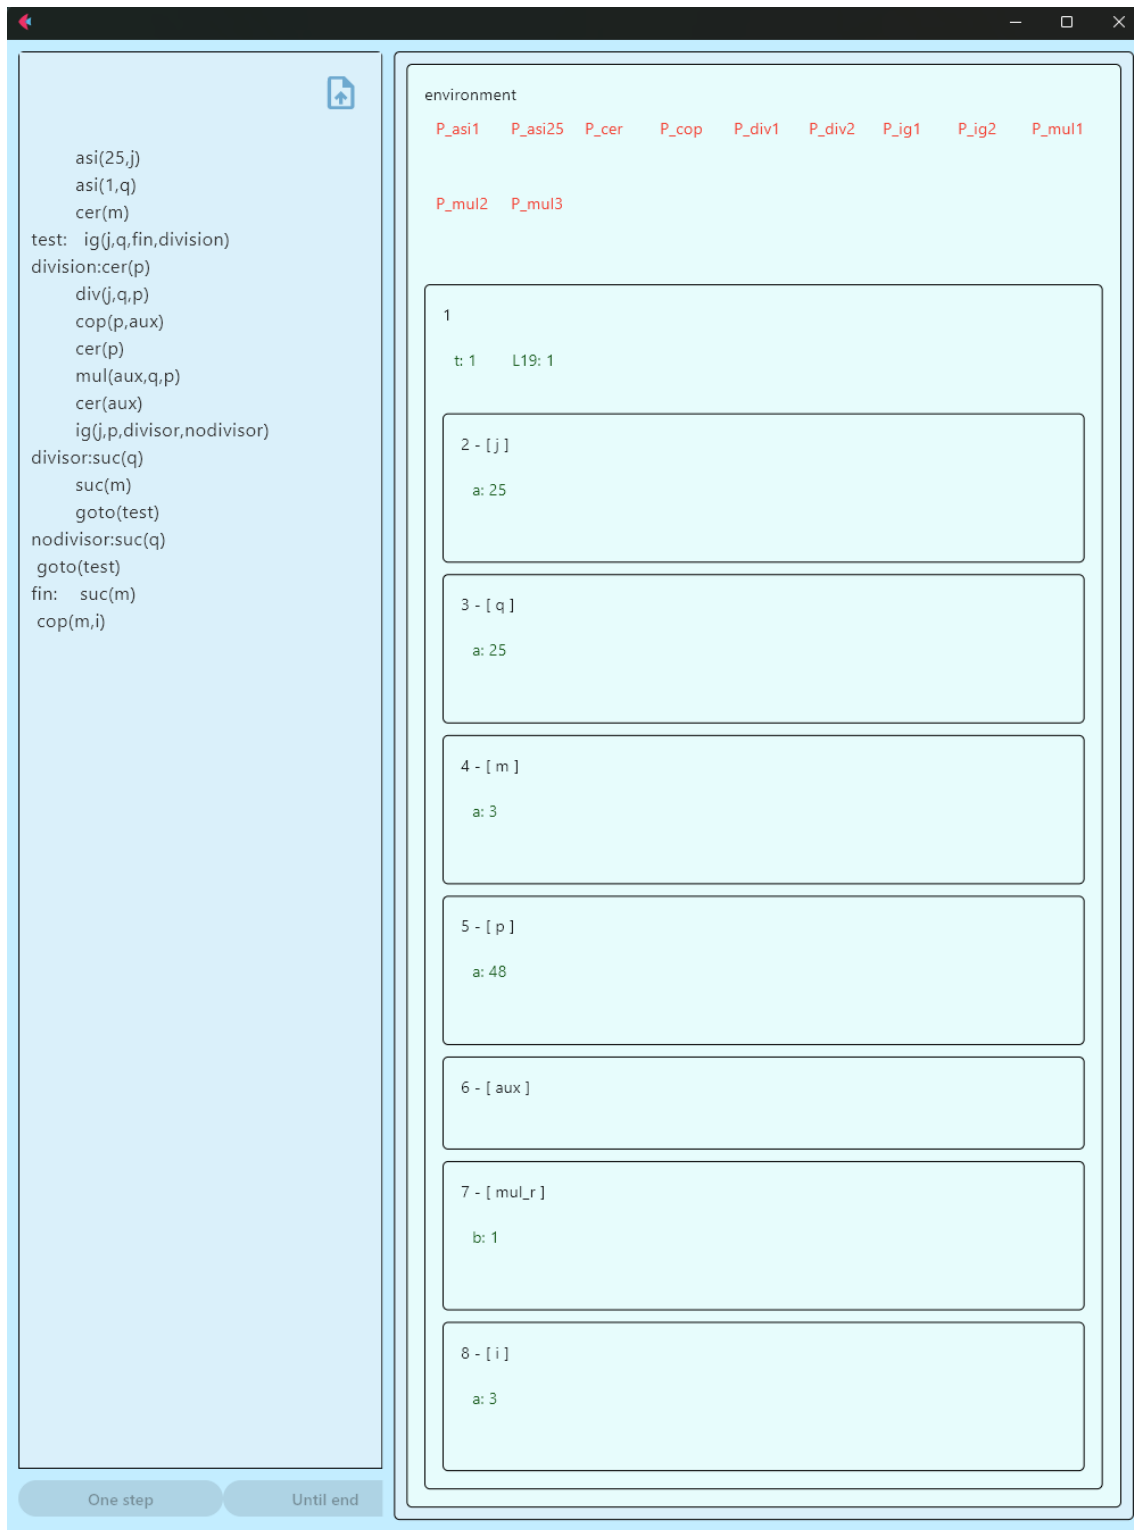 asi(25,j)
asi(1,q)
cer(m)
test: ig(j,q,fin,division)
division:cer(p)
div(j,q,p)
cop(p,aux)
cer(p)
mul(aux,q,p)
cer(aux)
ig(j,p,divisor,nodivisor)
divisor:suc(q)
suc(m)
goto(test)
nodivisor:suc(q)
goto(test)
fin: suc(m)
cop(m,i)
One step Until end
environment
P_asi1 P_asi25 P_cer P_cop P_div1 P_div2 P_ig1 P_ig2 P_mul1
P_mul2 P_mul3
1
t: 1 L19: 1
2 - [ j ]
a: 25
3 - [ q ]
a: 25
4 - [ m ]
a: 3
5 - [ p ]
a: 48
6 - [ aux ]
7 - [ mul_r ]
b: 1
8 - [ i ]
a: 3